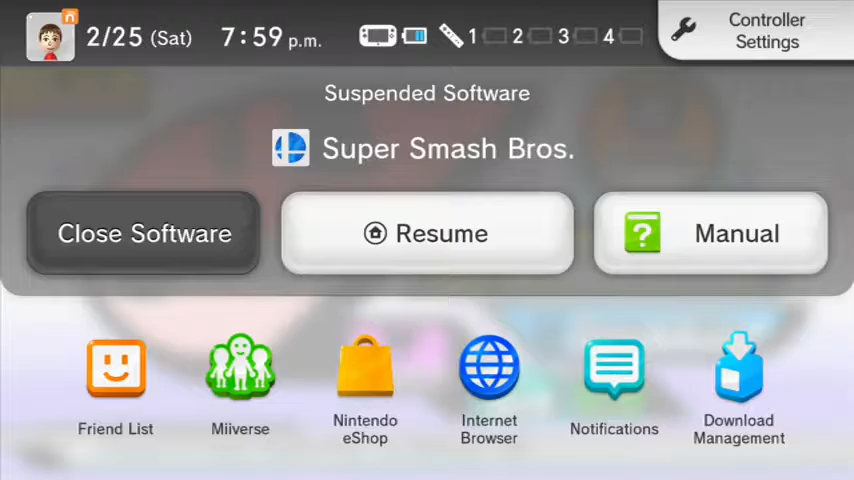 2/25 (Sat) 7:59 p.m. 1 2 3 4
Controller
Settings
Suspended Software
Super Smash Bros.
Close Software
Resume
? Manual
Friend List
Miiverse
Nintendo
eShop
Internet
Browser
Notifications
Download
Management